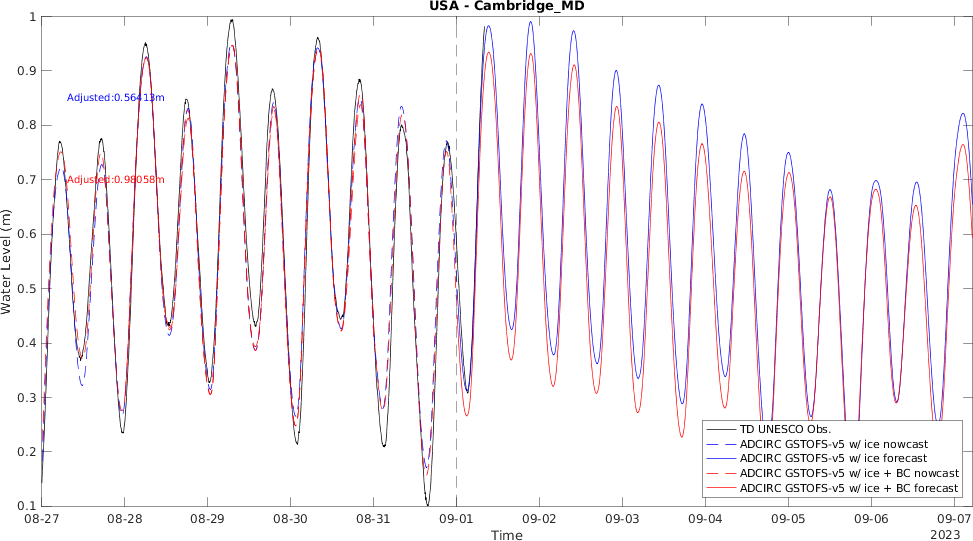 USA - Cambridge_MD
1
0.9
0.8
0.7
0.6
0.5
0.4
0.3
0.2
0.1
Water Level (m)
Adjusted:0.56413m
Adjusted:0.98058m
TD UNESCO Obs.
ADCIRC GSTOFS-v5 w/ ice nowcast
ADCIRC GSTOFS-v5 w/ ice forecast
ADCIRC GSTOFS-v5 w/ ice + BC nowcast
ADCIRC GSTOFS-v5 w/ ice + BC forecast
08-27 08-28 08-29 08-30 08-31 09-01 09-02 09-03 09-04 09-05 09-06 09-07
Time
2023